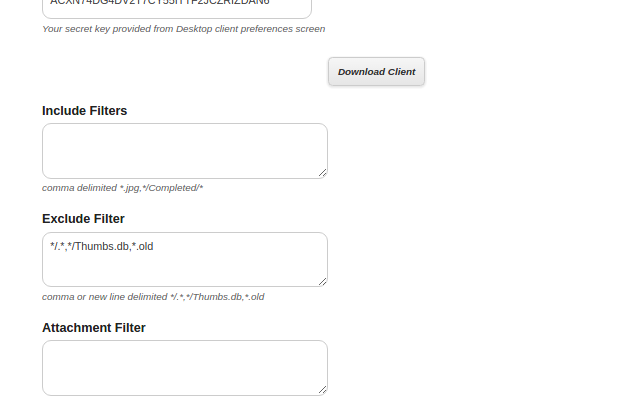 Your secret key provided from Desktop client preferences screen
Download Client
Include Filters
comma delimited *.jpg,*/Completed/*
Exclude Filter
*/.*,*/Thumbs.db,*.old
comma or new line delimited */.*,*/Thumbs.db,*.old
Attachment Filter